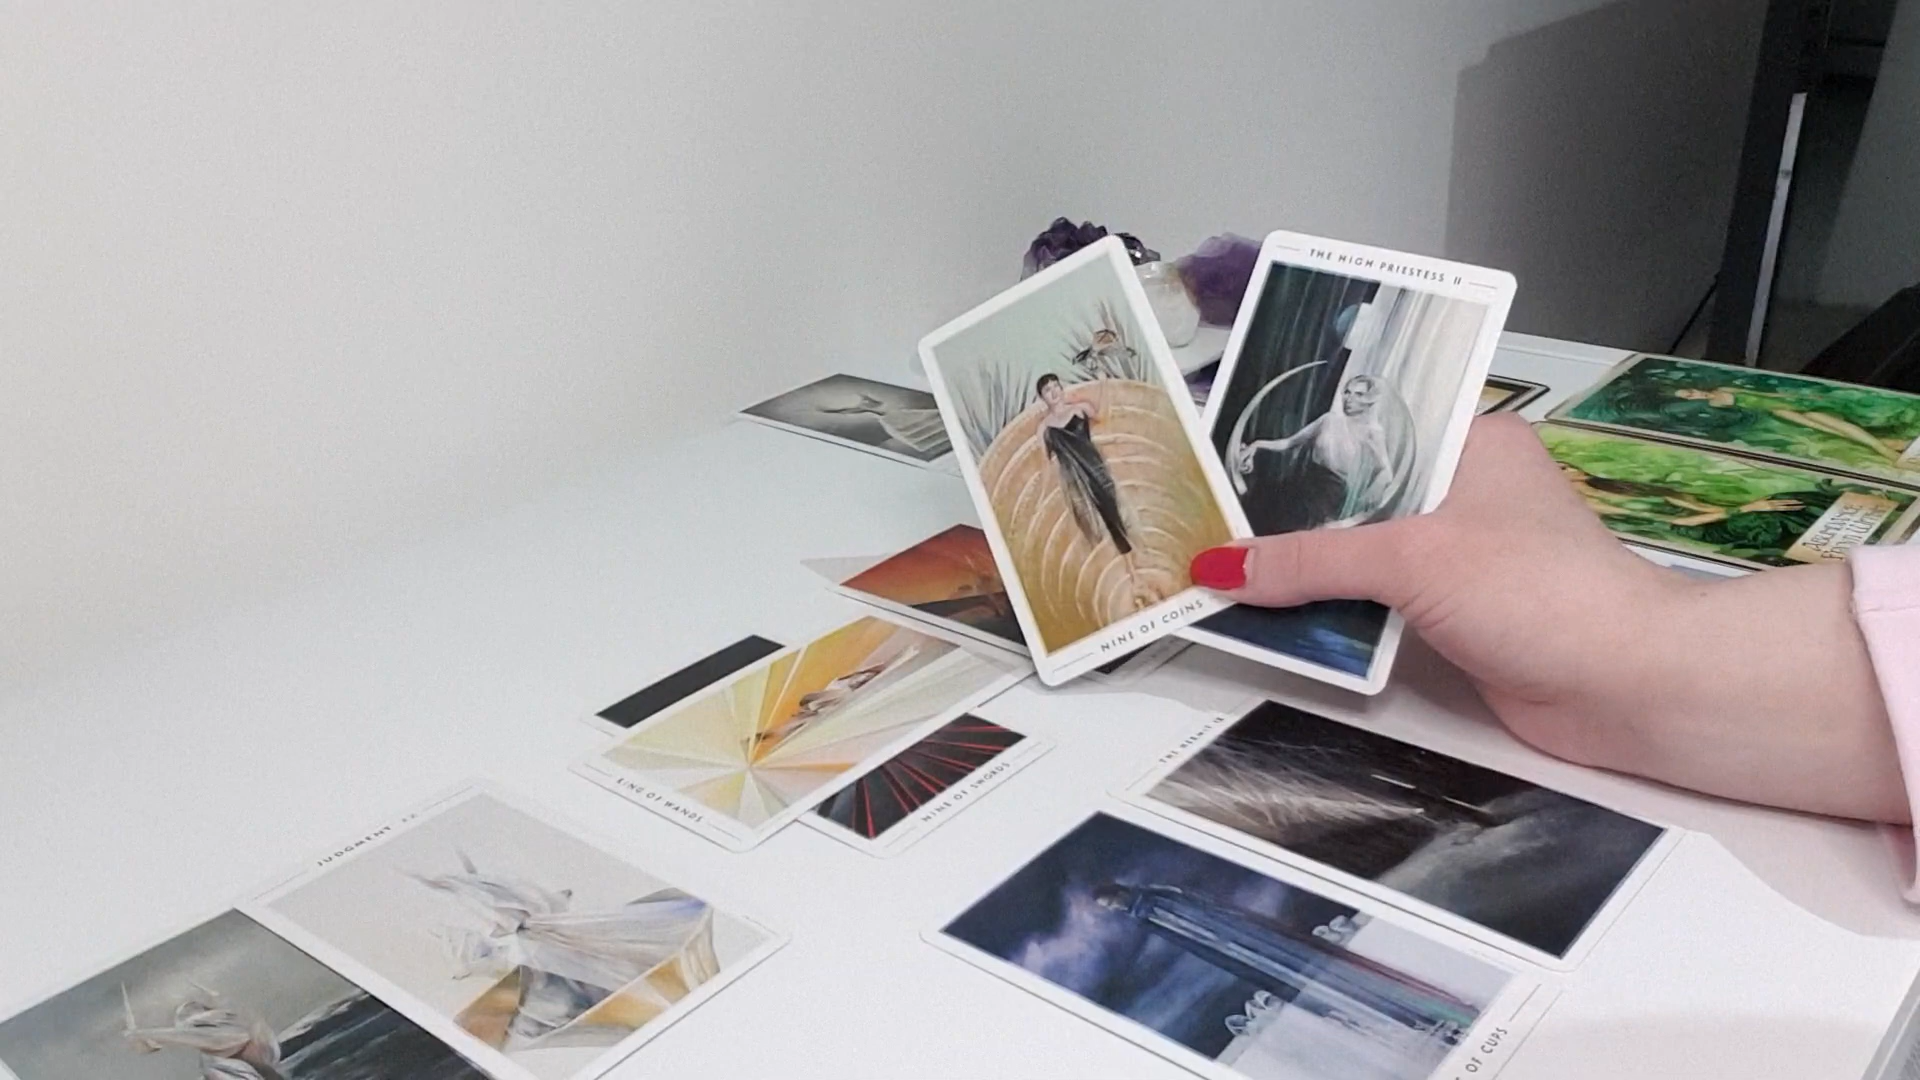 THE HIGH PRIESTESS II
NINE OF COINS
THE HERMIT IX
KING OF WANDS
NINE OF SWORDS
JUDGMENT XX
OF CUPS